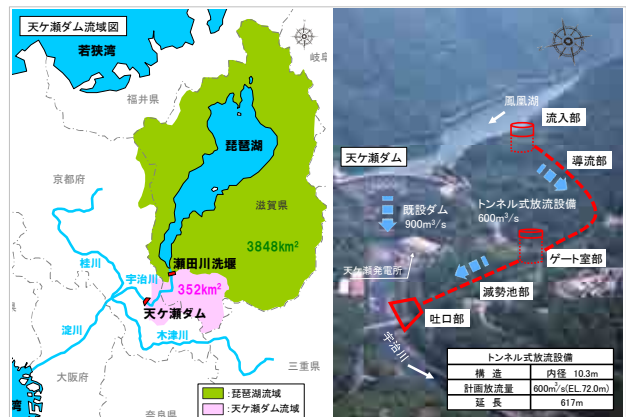 天ケ瀬ダム流域図
若狭湾
岐阜
福井県
琵琶湖
京都府
滋賀県
3848km²
瀬田川洗堰
桂川
宇治川
352km²
天ケ瀬ダム
淀川
木津川
大阪府
三重県
大阪湾
奈良県
:琵琶湖流域
:天ケ瀬ダム流域
鳳凰湖
流入部
天ケ瀬ダム
導流部
既設ダム
900m³/s
トンネル式放流設備
600m³/s
ゲート室部
天ケ瀬発電所
減勢池部
吐口部
宇治川
トンネル式放流設備
構 造 内径 10.3m
計画放流量 600m³/s(EL.72.0m)
延 長 617m